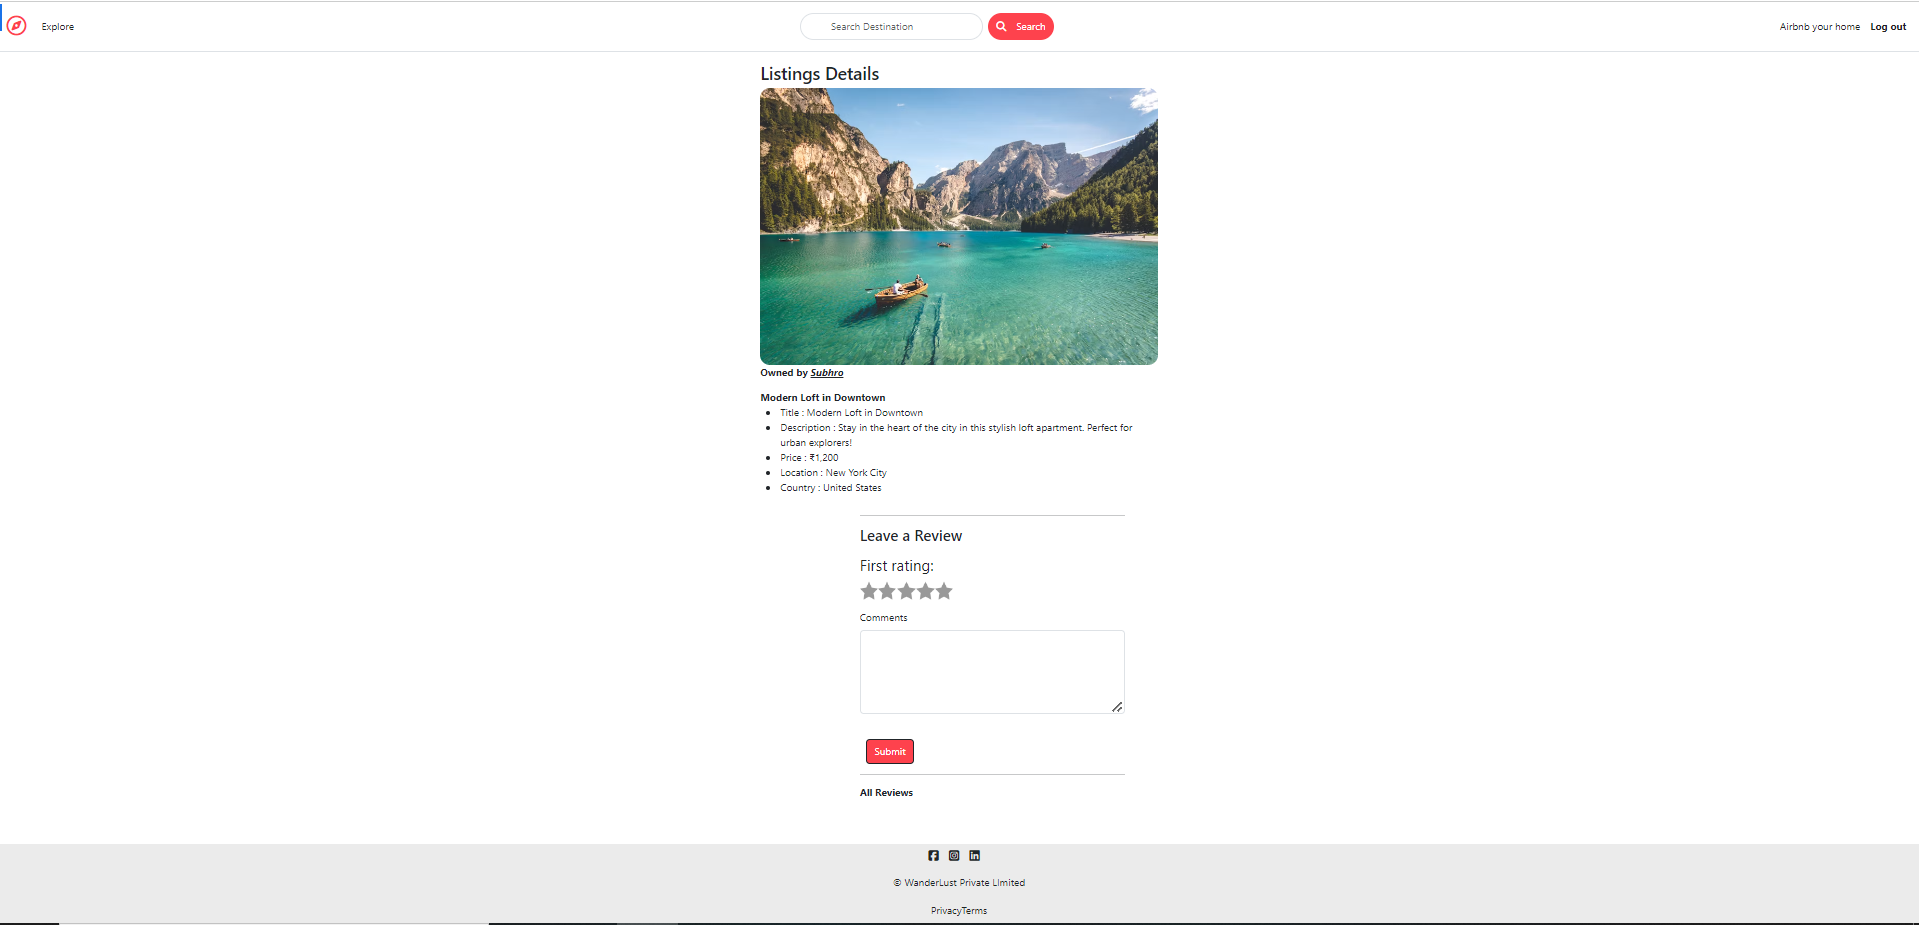 Explore
Search Destination
Search
Airbnb your home
Log out
Listings Details
Owned by Subhro
Modern Loft in Downtown
Title : Modern Loft in Downtown
Description : Stay in the heart of the city in this stylish loft apartment. Perfect for
urban explorers!
Price : ₹1,200
Location : New York City
Country : United States
Leave a Review
First rating:
Comments
Submit
All Reviews
© WanderLust Private LImited
PrivacyTerms